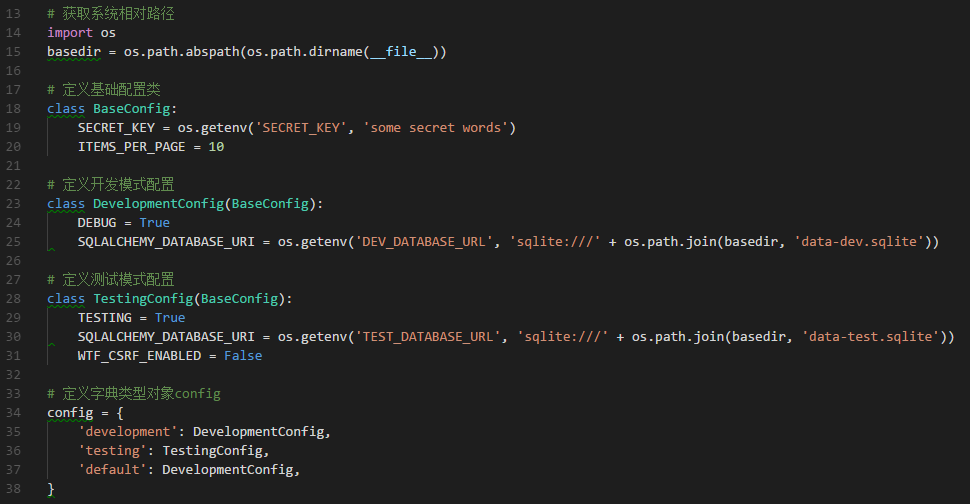 13 # 获取系统相对路径
14 import os
15 basedir = os.path.abspath(os.path.dirname(__file__))
16
17 # 定义基础配置类
18 class BaseConfig:
19     SECRET_KEY = os.getenv('SECRET_KEY', 'some secret words')
20     ITEMS_PER_PAGE = 10
21
22 # 定义开发模式配置
23 class DevelopmentConfig(BaseConfig):
24     DEBUG = True
25     SQLALCHEMY_DATABASE_URI = os.getenv('DEV_DATABASE_URL', 'sqlite:///' + os.path.join(basedir, 'data-dev.sqlite'))
26
27 # 定义测试模式配置
28 class TestingConfig(BaseConfig):
29     TESTING = True
30     SQLALCHEMY_DATABASE_URI = os.getenv('TEST_DATABASE_URL', 'sqlite:///' + os.path.join(basedir, 'data-test.sqlite'))
31     WTF_CSRF_ENABLED = False
32
33 # 定义字典类型对象config
34 config = {
35     'development': DevelopmentConfig,
36     'testing': TestingConfig,
37     'default': DevelopmentConfig,
38 }